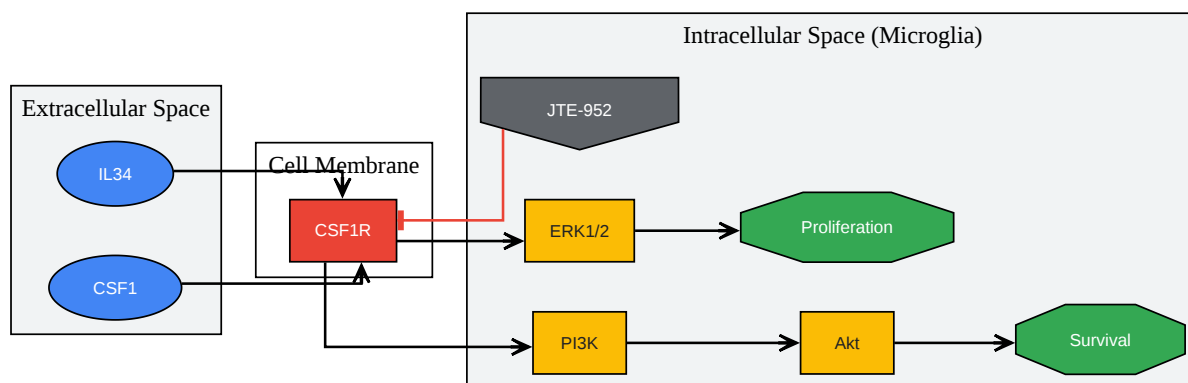 Intracellular Space (Microglia)
JTE-952
Extracellular Space
IL34
Cell Membrane
CSF1R
ERK1/2
Proliferation
CSF1
PI3K
Akt
Survival